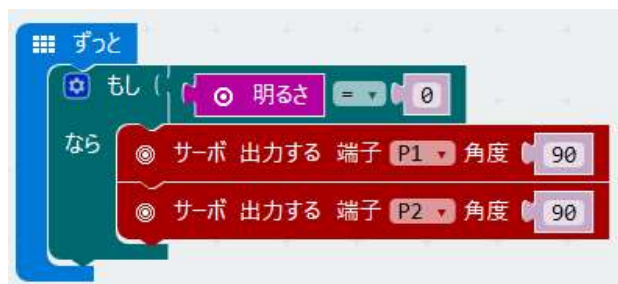 ずっと
もし ( 明るさ = 0
なら サーボ 出力する 端子 P1 角度 90
サーボ 出力する 端子 P2 角度 90